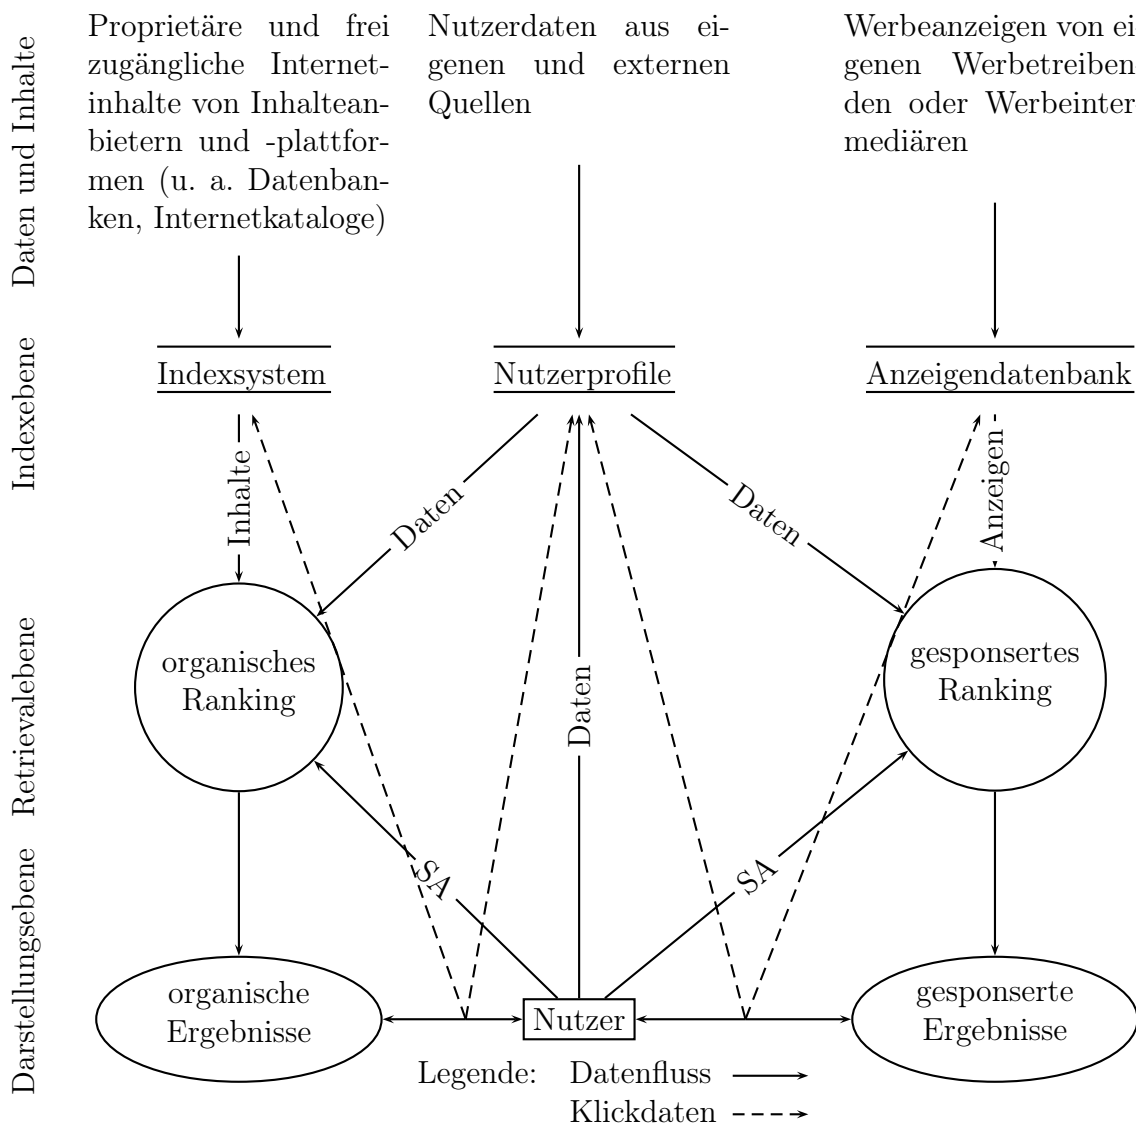 Proprietäre und frei
zugängliche Internet-
inhalte von Inhaltean-
bietern und -plattfor-
men (u. a. Datenban-
ken, Internetkataloge)
Nutzerdaten aus ei-
genen und externen
Quellen
Werbeanzeigen von ei-
genen Werbetreiben-
den oder Werbeinter-
mediären
Daten und Inhalte
Indexebene
Retrievalebene
Darstellungsebene
Indexsystem
Nutzerprofile
Anzeigendatenbank
Inhalte
Daten
Daten
Anzeigen
organisches
Ranking
Daten
gesponsertes
Ranking
SA
SA
organische
Ergebnisse
Nutzer
gesponserte
Ergebnisse
Legende: Datenfluss
Klickdaten